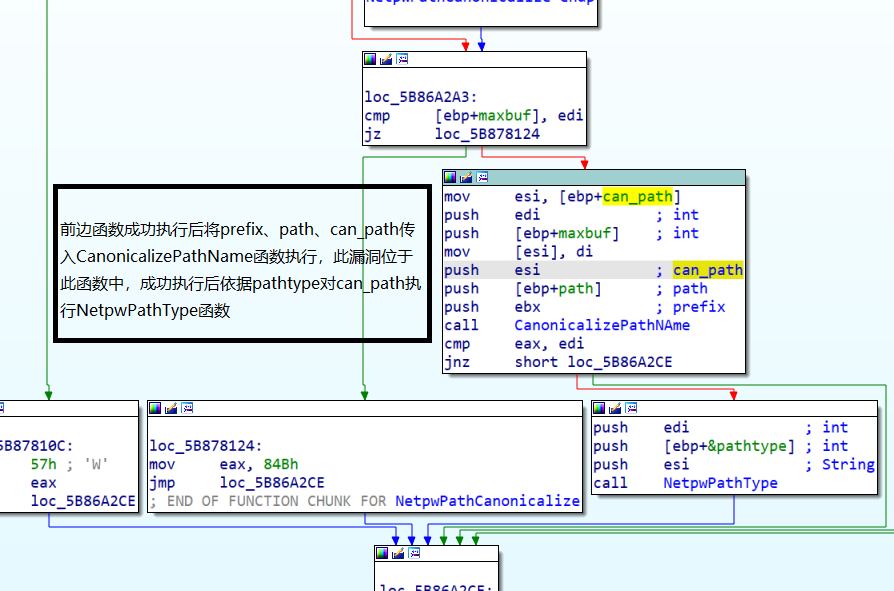 loc_5B86A2A3:
cmp [ebp+maxbuf], edi
jz loc_5B878124
mov esi, [ebp+can_path]
push edi ; int
push [ebp+maxbuf] ; int
mov [esi], di
push esi ; can_path
push [ebp+path] ; path
push ebx ; prefix
call CanonicalizePathNAme
cmp eax, edi
jnz short loc_5B86A2CE
前边函数成功执行后将prefix、path、can_path传
入CanonicalizePathName函数执行，此漏洞位于
此函数中，成功执行后依据pathtype对can_path执
行NetpwPathType函数
5B87810C:
57h ; 'W'
eax
loc_5B86A2CE
loc_5B878124:
mov eax, 84Bh
jmp loc_5B86A2CE
; END OF FUNCTION CHUNK FOR NetpwPathCanonicalize
push edi ; int
push [ebp+&pathtype] ; int
push esi ; String
call NetpwPathType
loc_5B86A2CE: